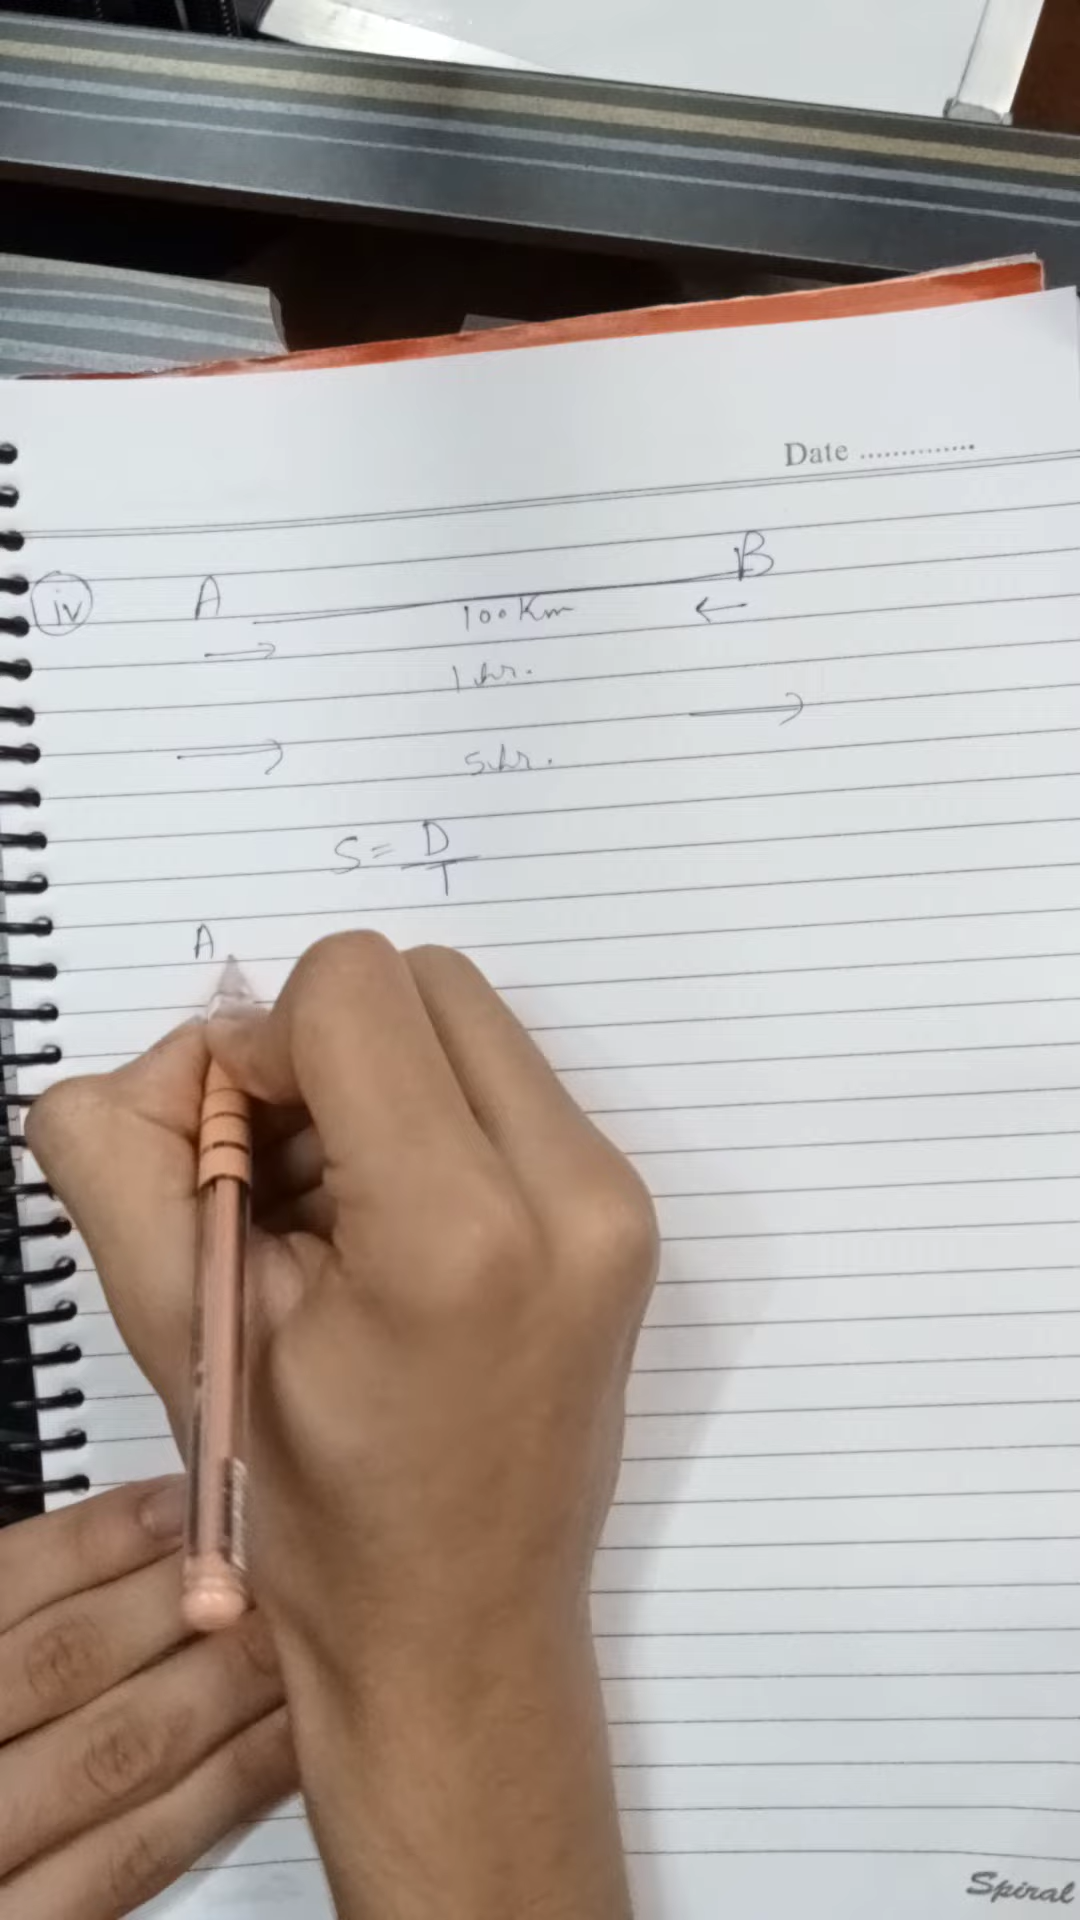 Date ..............
iv A B
100 Km ←
→ 1 hr.
→ 5 hr. →
S = D/T
A
Spiral